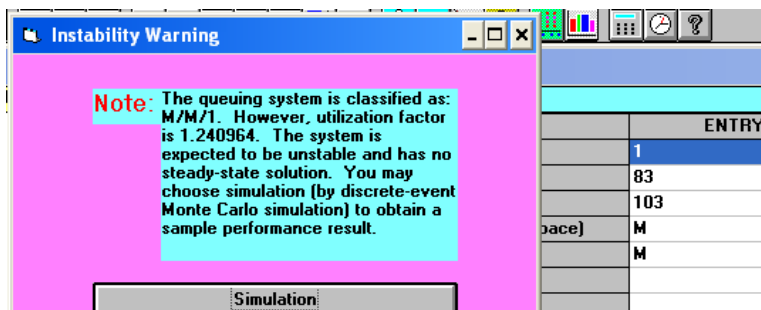 Instability Warning
Note: The queuing system is classified as:
M/M/1. However, utilization factor
is 1.240964. The system is
expected to be unstable and has no
steady-state solution. You may
choose simulation (by discrete-event
Monte Carlo simulation) to obtain a
sample performance result.
Simulation
ENTRY
1
83
103
pace) M
M